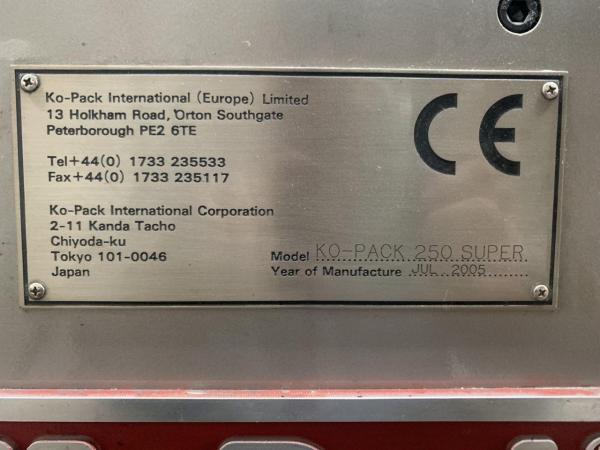 Ko-Pack International (Europe) Limited
13 Holkham Road, Orton Southgate
Peterborough PE2 6TE
Tel+44(0) 1733 235533
Fax+44(0) 1733 235117
Ko-Pack International Corporation
2-11 Kanda Tacho
Chiyoda-ku
Tokyo 101-0046
Japan
CE
Model KO-PACK 250 SUPER
Year of Manufacture JUL. 2005